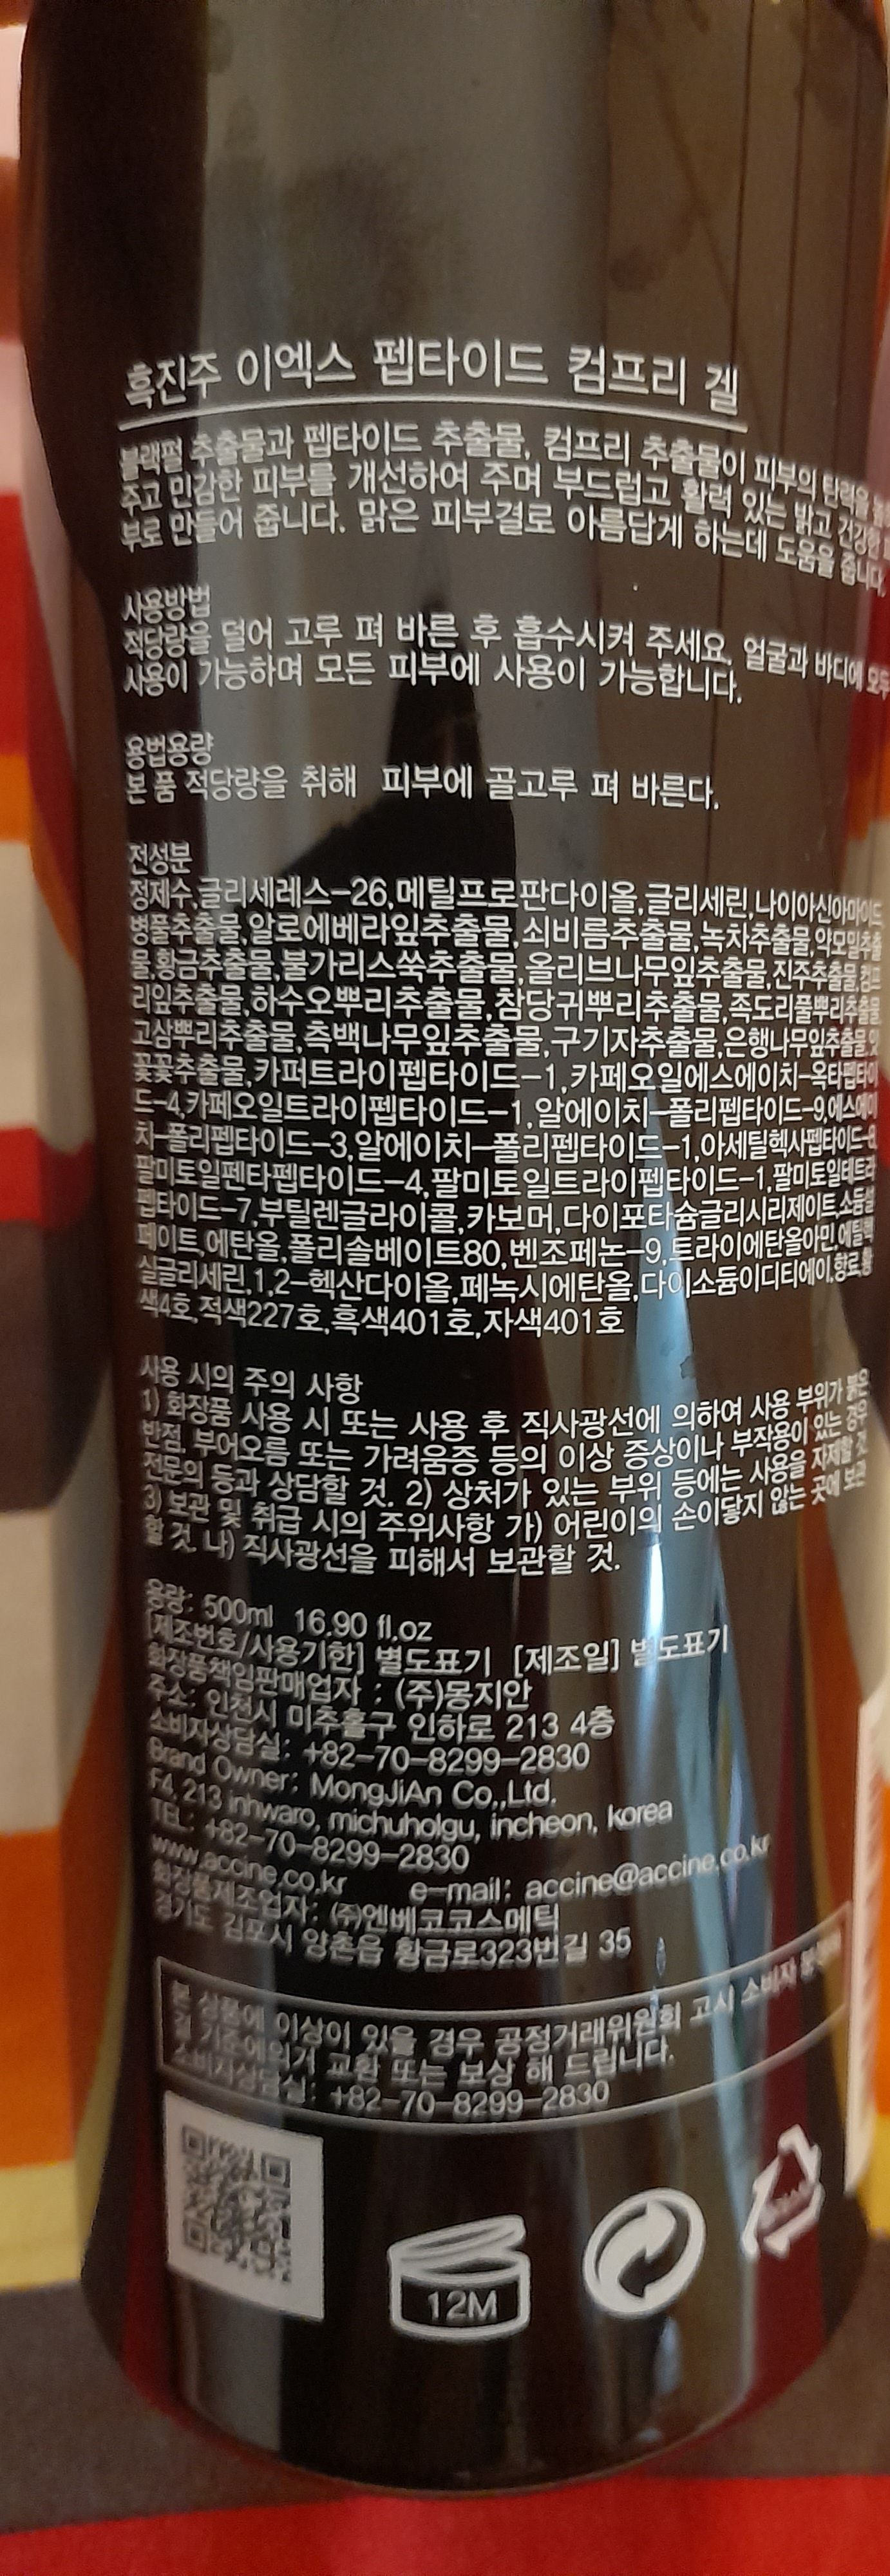 흑진주 이엑스 펩타이드 컴프리 겔
블랙펄 추출물과 펩타이드 추출물, 컴프리 추출물이 피부의 탄력을
주고 민감한 피부를 개선하여 주며 부드럽고 활력 있는 밝고 건강한
부로 만들어 줍니다. 맑은 피부결로 아름답게 하는데 도움을 줍니다.
사용방법
적당량을 덜어 고루 펴 바른 후 흡수시켜 주세요. 얼굴과 바디에 모두
사용이 가능하며 모든 피부에 사용이 가능합니다.
용법용량
본 품 적당량을 취해 피부에 골고루 펴 바른다.
전성분
정제수,글리세레스-26,메틸프로판다이올,글리세린,나이아신아마이드
병풀추출물,알로에베라잎추출물,쇠비름추출물,녹차추출물,약모밀추출
물,황금추출물,불가리스쑥추출물,올리브나무잎추출물,진주추출물,컴프
리잎추출물,하수오뿌리추출물,참당귀뿌리추출물,족도리풀뿌리추출물
고삼뿌리추출물,측백나무잎추출물,구기자추출물,은행나무잎추출물,잇
꽃꽃추출물,카퍼트라이펩타이드-1,카페오일에스에이치-옥타펩타이
드-4,카페오일트라이펩타이드-1,알에이치-폴리펩타이드-9,에스에이
치-폴리펩타이드-3,알에이치-폴리펩타이드-1,아세틸헥사펩타이드-8,
팔미토일펜타펩타이드-4,팔미토일트라이펩타이드-1,팔미토일테트라
펩타이드-7,부틸렌글라이콜,카보머,다이포타슘글리시리제이트,소듐설
페이트,에탄올,폴리솔베이트80,벤조페논-9,트라이에탄올아민,에틸헥
실글리세린,1,2-헥산다이올,페녹시에탄올,다이소듐이디티에이,향료,황
색4호,적색227호,흑색401호,자색401호
사용 시의 주의 사항
1) 화장품 사용 시 또는 사용 후 직사광선에 의하여 사용 부위가 붉은
반점, 부어오름 또는 가려움증 등의 이상 증상이나 부작용이 있는 경우
전문의 등과 상담할 것. 2) 상처가 있는 부위 등에는 사용을 자제할 것
3) 보관 및 취급 시의 주위사항 가) 어린이의 손이닿지 않는 곳에 보관
할 것. 나) 직사광선을 피해서 보관할 것.
용량: 500ml 16.90 fl.oz
[제조번호/사용기한] 별도표기 [제조일] 별도표기
화장품책임판매업자 : (주)몽지안
주소: 인천시 미추홀구 인하로 213 4층
소비자상담실: +82-70-8299-2830
Brand Owner: MongJiAn Co.,Ltd.
F4, 213 inhwaro, michuholgu, incheon, korea
TEL: +82-70-8299-2830
www.accine.co.kr e-mail: accine@accine.co.kr
화장품제조업자: ㈜엔베코코스메틱
경기도 김포시 양촌읍 황금로323번길 35
본 상품에 이상이 있을 경우 공정거래위원회 고시 소비자 분쟁해
결 기준에의거 교환 또는 보상 해 드립니다.
소비자상담실: +82-70-8299-2830
12M